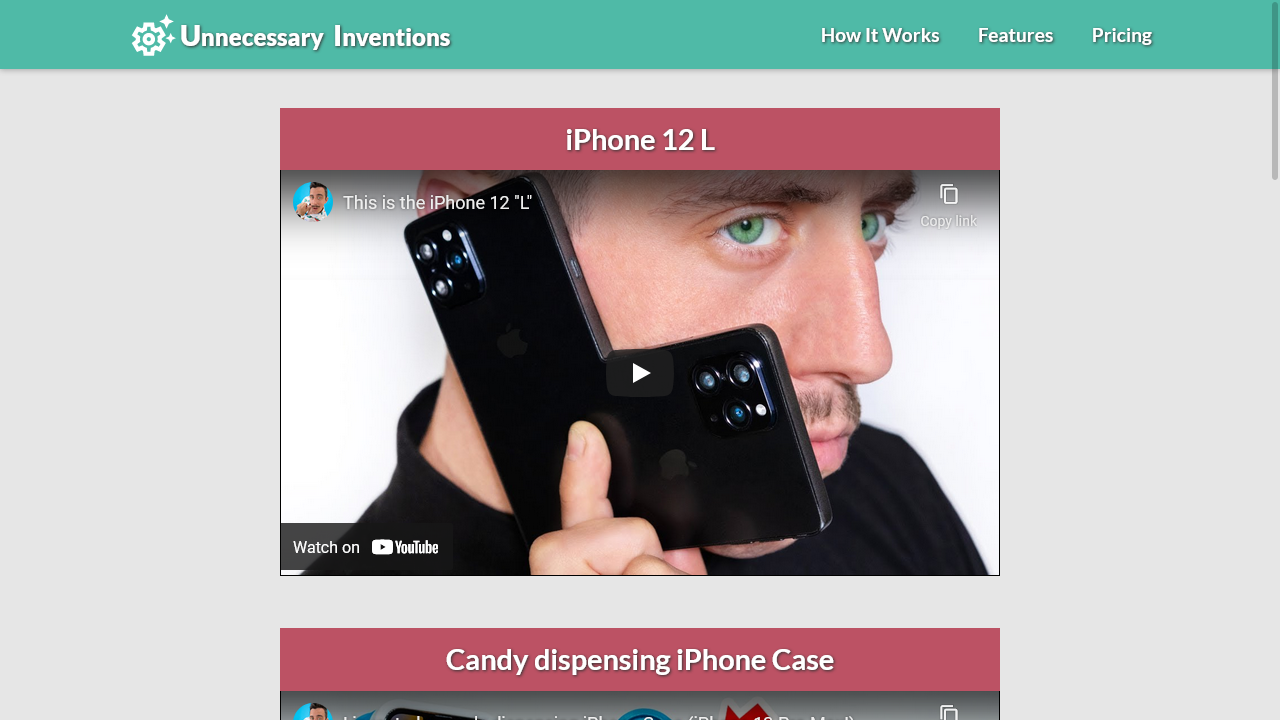 Unnecessary Inventions
How It Works
Features
Pricing
iPhone 12 L
This is the iPhone 12 "L"
Copy link
Watch on YouTube
Candy dispensing iPhone Case